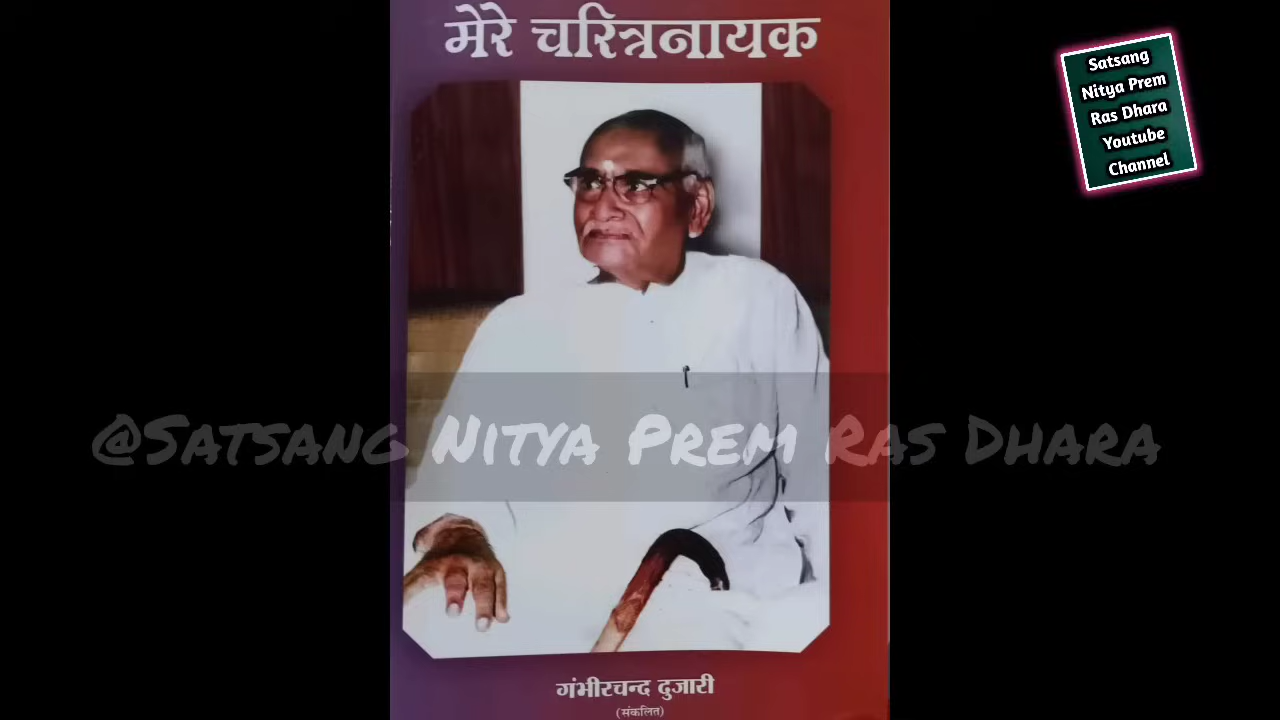 मेरे चरित्रनायक
Satsang
Nitya Prem
Ras Dhara
Youtube
Channel
@Satsang Nitya Prem Ras Dhara
गंभीरचन्द दुजारी
(संकलित)